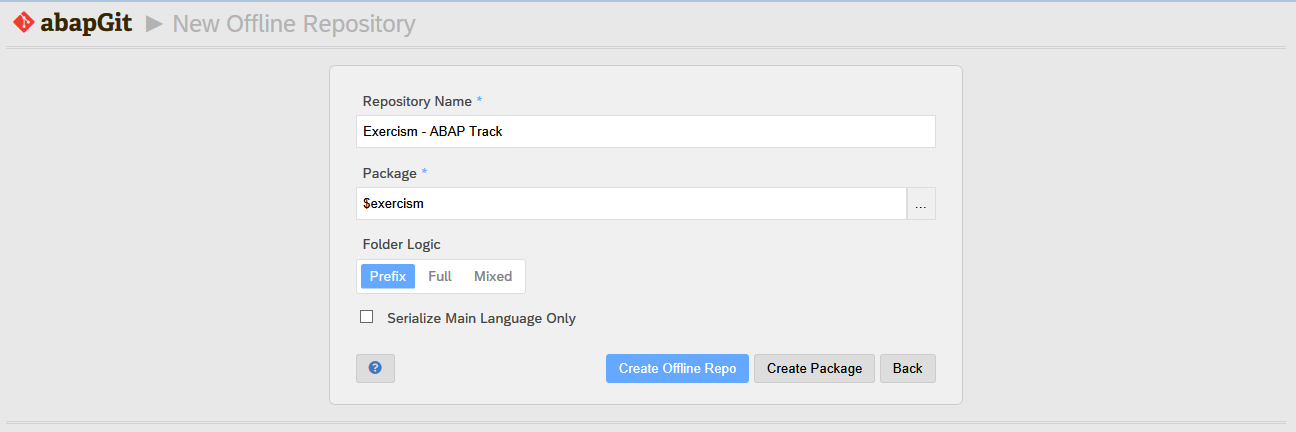 abapGit ► New Offline Repository
Repository Name *
Exercism - ABAP Track
Package *
$exercism ...
Folder Logic
Prefix Full Mixed
Serialize Main Language Only
? Create Offline Repo Create Package Back